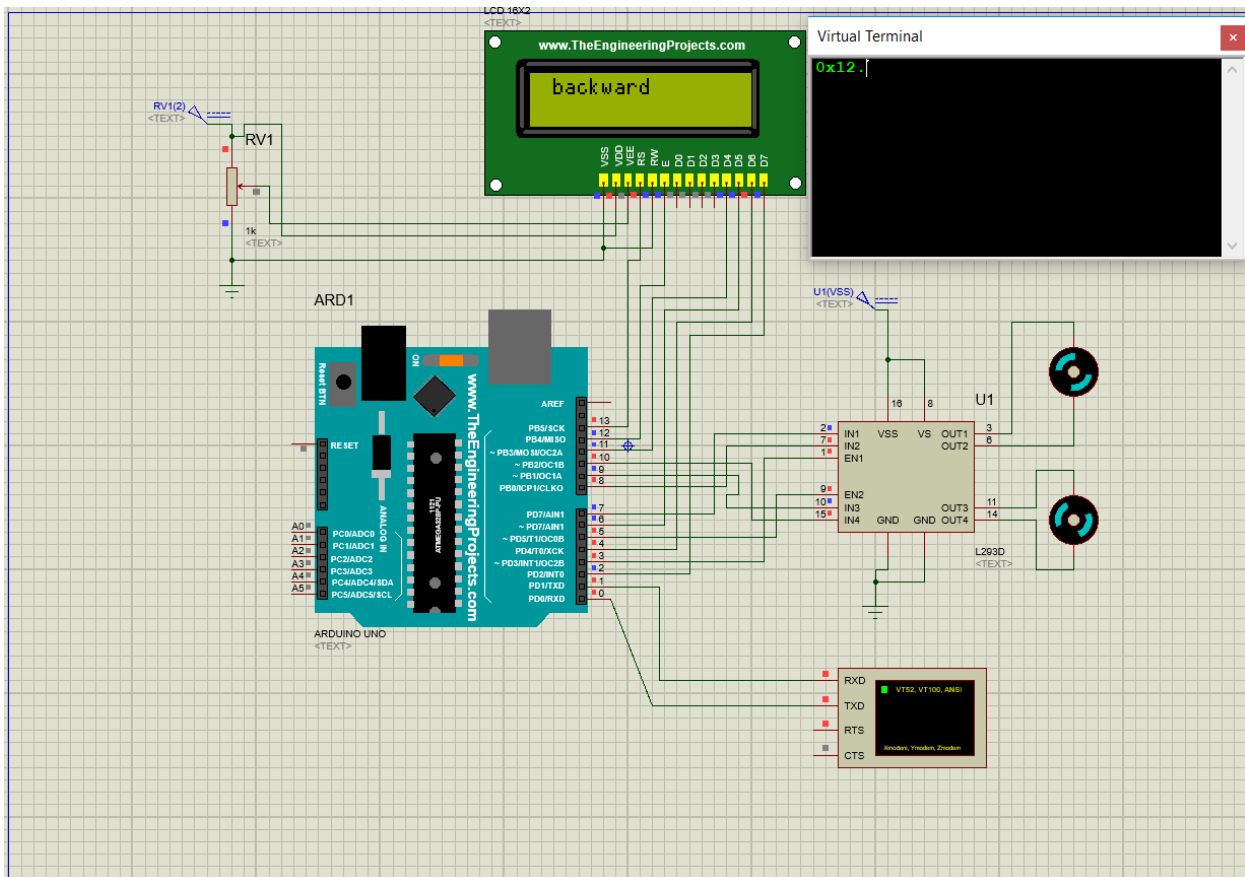 LCD 16X2
<TEXT>
www.TheEngineeringProjects.com
backward
VSS VDD VEE RS RW E D0 D1 D2 D3 D4 D5 D6 D7
Virtual Terminal
0x12.
RV1(2)
<TEXT>
RV1
1k
<TEXT>
ARD1
Reset BTN
ON
www.TheEngineeringProjects.com
1121
ATMEGA328P-PU
ANALOG IN
RESET
A0 PC0/ADC0
A1 PC1/ADC1
A2 PC2/ADC2
A3 PC3/ADC3
A4 PC4/ADC4/SDA
A5 PC5/ADC5/SCL
AREF
PB5/SCK 13
PB4/MISO 12
~ PB3/MOSI/OC2A 11
~ PB2/OC1B 10
~ PB1/OC1A 9
PB0/ICP1/CLKO 8
PD7/AIN1 7
~ PD7/AIN1 6
~ PD5/T1/OC0B 5
PD4/T0/XCK 4
~ PD3/INT1/OC2B 3
PD2/INT0 2
PD1/TXD 1
PD0/RXD 0
ARDUINO UNO
<TEXT>
U1(VSS)
<TEXT>
U1
16 8
VSS VS
2 IN1
7 IN2
1 EN1
9 EN2
10 IN3
15 IN4
OUT1 3
OUT2 6
OUT3 11
OUT4 14
GND GND
L293D
<TEXT>
RXD
TXD
RTS
CTS
VT52, VT100, ANSI
Xmodem, Ymodem, Zmodem